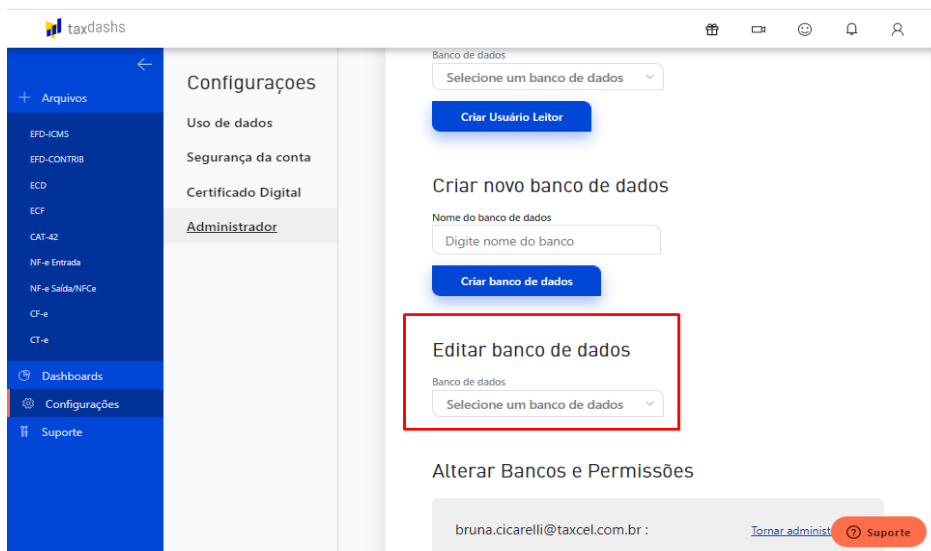 taxdashs
Arquivos
EFD-ICMS
EFD-CONTRIB
ECD
ECF
CAT-42
NF-e Entrada
NF-e Saída/NFCe
CF-e
CT-e
Dashboards
Configurações
Suporte
Configuraçoes
Uso de dados
Segurança da conta
Certificado Digital
Administrador
Banco de dados
Selecione um banco de dados
Criar Usuário Leitor
Criar novo banco de dados
Nome do banco de dados
Digite nome do banco
Criar banco de dados
Editar banco de dados
Banco de dados
Selecione um banco de dados
Alterar Bancos e Permissões
bruna.cicarelli@taxcel.com.br :
Tornar administ
Suporte